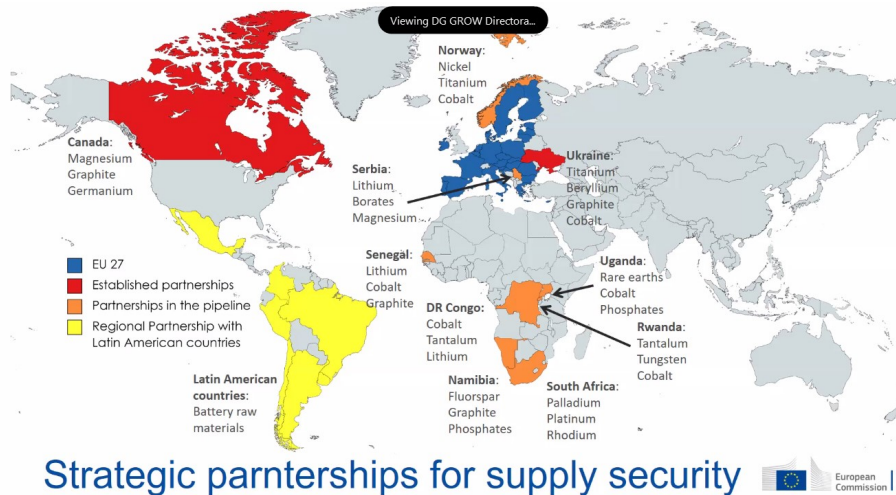 Viewing DG GROW Directora...
Norway:
Nickel
Titanium
Cobalt
Canada:
Magnesium
Graphite
Germanium
Serbia:
Lithium
Borates
Magnesium
Ukraine:
Titanium
Beryllium
Graphite
Cobalt
EU 27
Established partnerships
Partnerships in the pipeline
Regional Partnership with
Latin American countries
Senegal:
Lithium
Cobalt
Graphite
Uganda:
Rare earths
Cobalt
Phosphates
DR Congo:
Cobalt
Tantalum
Lithium
Rwanda:
Tantalum
Tungsten
Cobalt
Latin American
countries:
Battery raw
materials
Namibia:
Fluorspar
Graphite
Phosphates
South Africa:
Palladium
Platinum
Rhodium
Strategic parnterships for supply security
European
Commission